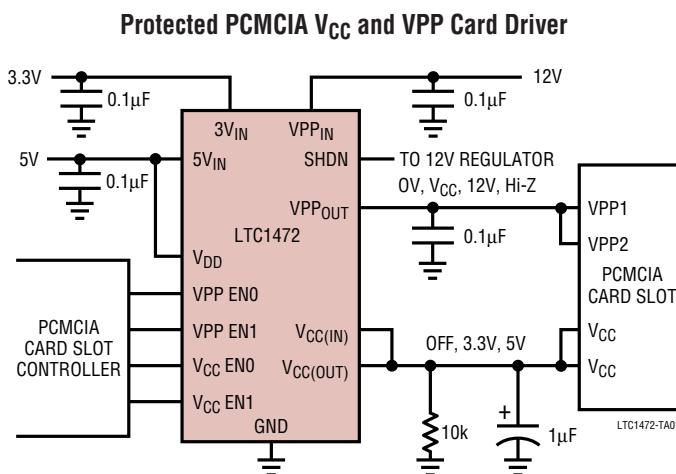 Protected PCMCIA VCC and VPP Card Driver
3.3V
0.1µF
12V
0.1µF
5V
0.1µF
3VIN
VPPIN
5VIN
SHDN
TO 12V REGULATOR
0V, VCC, 12V, Hi-Z
VPPOUT
LTC1472
0.1µF
VPP1
VPP2
PCMCIA
CARD SLOT
VDD
VPP EN0
VPP EN1
VCC EN0
VCC EN1
PCMCIA
CARD SLOT
CONTROLLER
VCC(IN)
VCC(OUT)
OFF, 3.3V, 5V
VCC
VCC
GND
10k
+
1µF
LTC1472-TA0